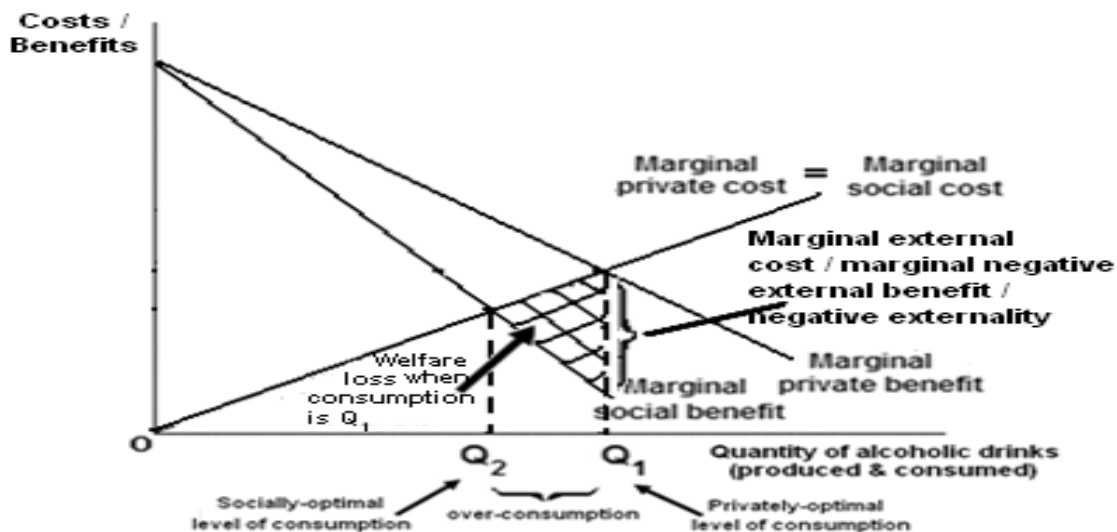 Costs /
Benefits
Marginal
private cost
=
Marginal
social cost
Marginal external
cost / marginal negative
external benefit /
negative externality
Welfare
loss when
consumption
is Q₁
Marginal
private benefit
Marginal
social benefit
O
Q₂
Q₁
Quantity of alcoholic drinks
(produced & consumed)
Socially-optimal
level of consumption
over-consumption
Privately-optimal
level of consumption